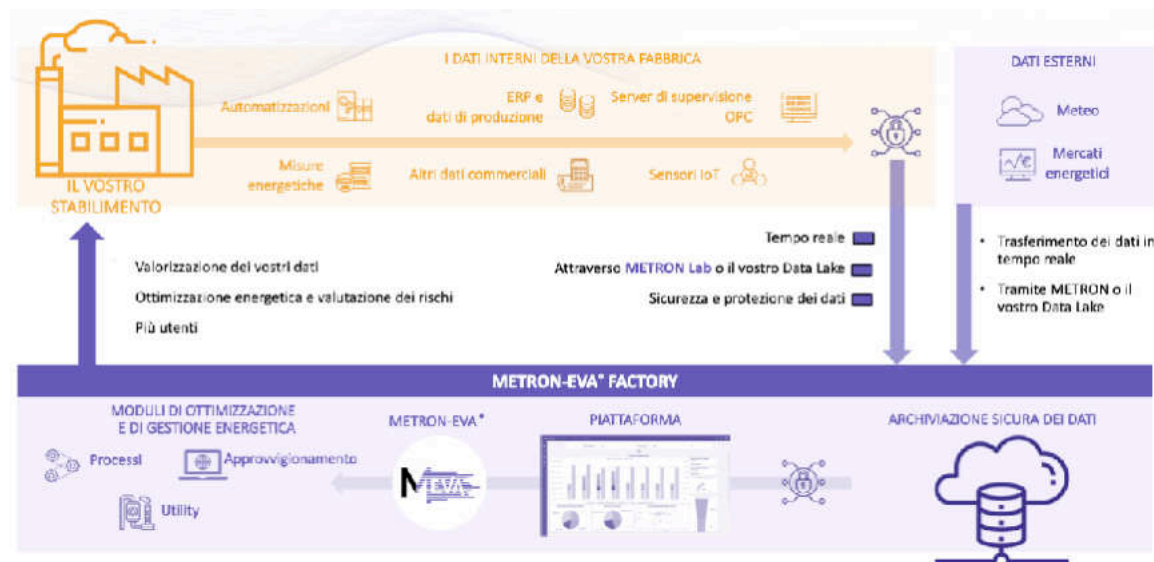 I DATI INTERNI DELLA VOSTRA FABBRICA
DATI ESTERNI
Automatizzazioni
ERP e
dati di produzione
Server di supervisione
OPC
Meteo
Misure
energetiche
Altri dati commerciali
Sensori IoT
Mercati
energetici
IL VOSTRO
STABILIMENTO
Valorizzazione dei vostri dati
Ottimizzazione energetica e valutazione dei rischi
Più utenti
Tempo reale
Attraverso METRON Lab o il vostro Data Lake
Sicurezza e protezione dei dati
• Trasferimento dei dati in
tempo reale
• Tramite METRON o il
vostro Data Lake
METRON-EVA® FACTORY
MODULI DI OTTIMIZZAZIONE
E DI GESTIONE ENERGETICA
Processi
Approvvigionamento
Utility
METRON-EVA®
MEVA
PIATTAFORMA
ARCHIVIAZIONE SICURA DEI DATI